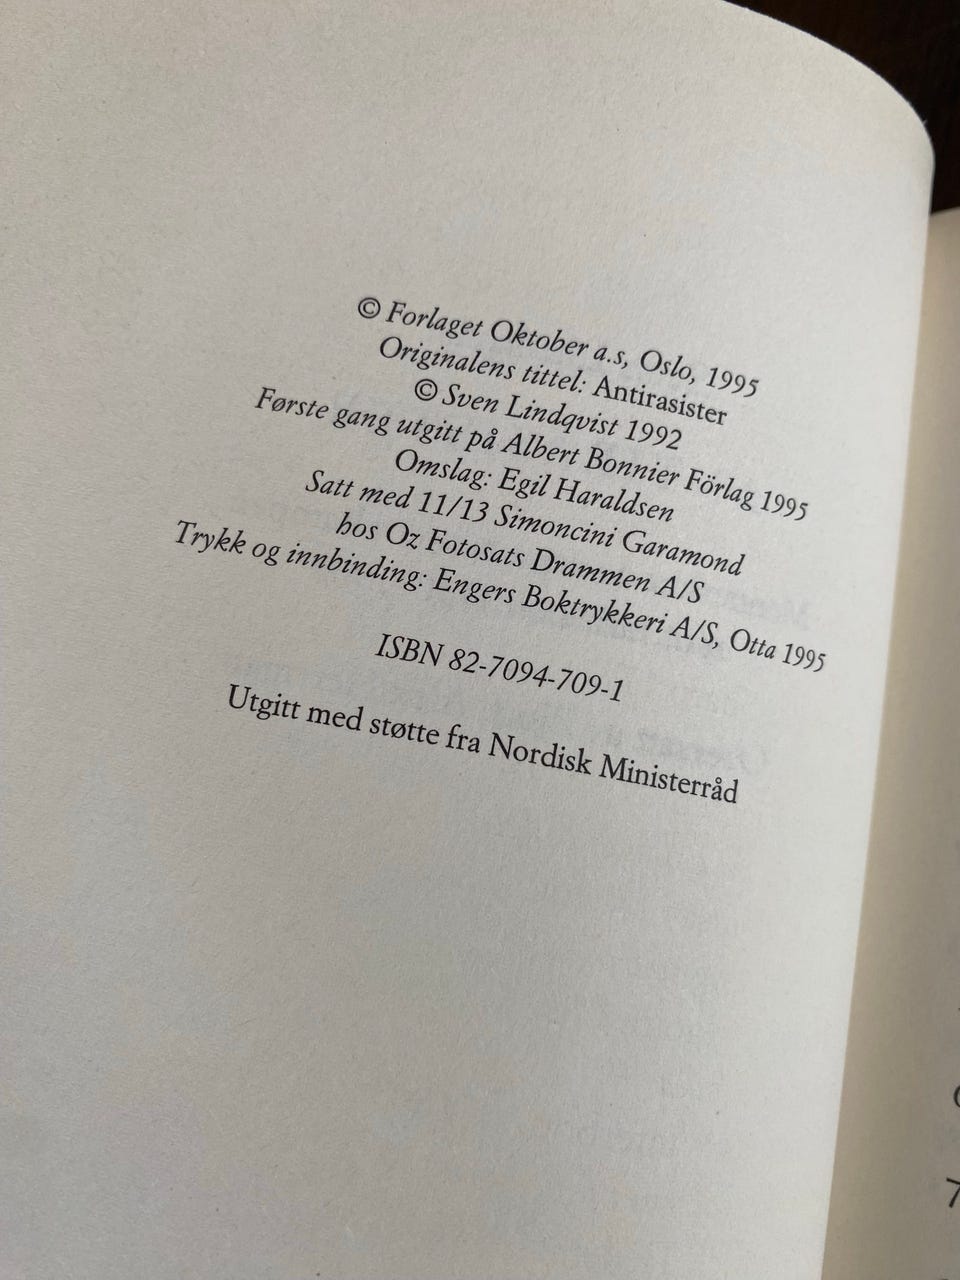 © Forlaget Oktober a.s, Oslo, 1995
Originalens tittel: Antirasister
© Sven Lindqvist 1992
Første gang utgitt på Albert Bonnier Förlag 1995
Omslag: Egil Haraldsen
Satt med 11/13 Simoncini Garamond
hos Oz Fotosats Drammen A/S
Trykk og innbinding: Engers Boktrykkeri A/S, Otta 1995
ISBN 82-7094-709-1
Utgitt med støtte fra Nordisk Ministerråd